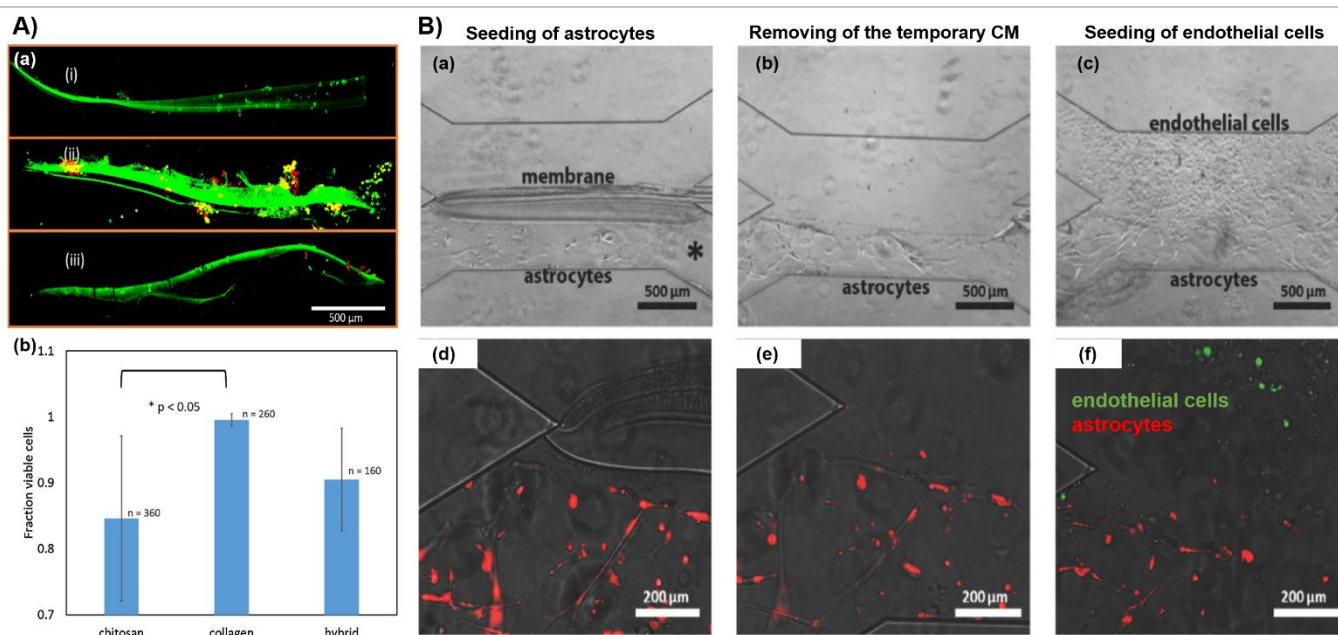 A)
(a)
(i)
(ii)
(iii)
500 µm
(b)
1.1
1
0.9
0.8
0.7
Fraction viable cells
* p < 0.05
n = 360
n = 260
n = 160
chitosan collagen hybrid
B)
Seeding of astrocytes
Removing of the temporary CM
Seeding of endothelial cells
(a)
membrane
*
astrocytes
500 µm
(b)
astrocytes
500 µm
(c)
endothelial cells
astrocytes
500 µm
(d)
200 µm
(e)
200 µm
(f)
endothelial cells
astrocytes
200 µm